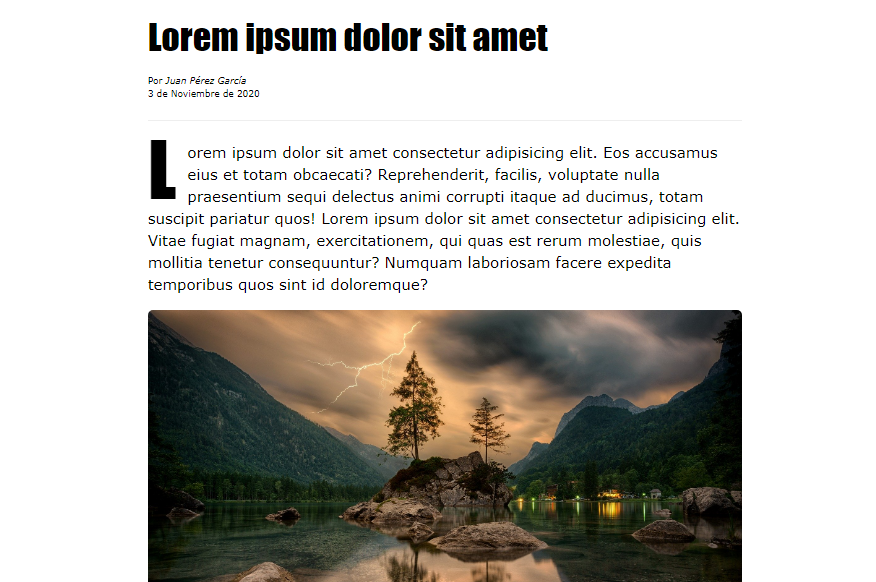 Lorem ipsum dolor sit amet
Por Juan Pérez García
3 de Noviembre de 2020
Lorem ipsum dolor sit amet consectetur adipisicing elit. Eos accusamus
eius et totam obcaecati? Reprehenderit, facilis, voluptate nulla
praesentium sequi delectus animi corrupti itaque ad ducimus, totam
suscipit pariatur quos! Lorem ipsum dolor sit amet consectetur adipisicing elit.
Vitae fugiat magnam, exercitationem, qui quas est rerum molestiae, quis
mollitia tenetur consequuntur? Numquam laboriosam facere expedita
temporibus quos sint id doloremque?